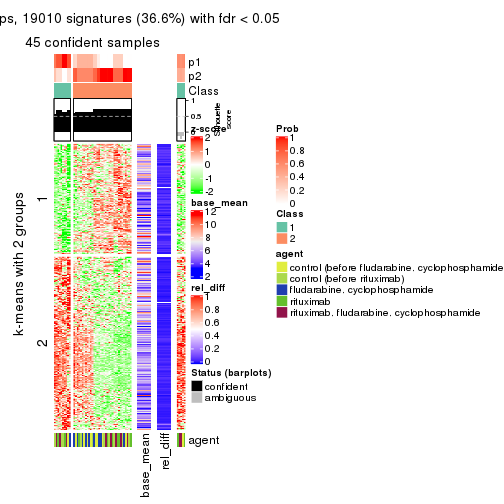 ps, 19010 signatures (36.6%) with fdr < 0.05
45 confident samples
p1
p2
Class
1
0.5
0
Silhouette
score
z-score
2
1
0
-1
-2
base_mean
12
10
8
6
4
2
rel_diff
1
0.8
0.6
0.4
0.2
0
Status (barplots)
confident
ambiguous
Prob
1
0.8
0.6
0.4
0.2
0
Class
1
2
agent
control (before fludarabine. cyclophosphamide
control (before rituximab)
fludarabine. cyclophosphamide
rituximab
rituximab. fludarabine. cyclophosphamide
k-means with 2 groups
1
2
agent
base_mean
rel_diff